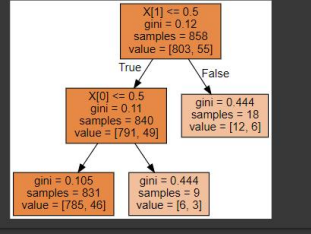 X[1] <= 0.5
gini = 0.12
samples = 858
value = [803, 55]
True
False
X[0] <= 0.5
gini = 0.11
samples = 840
value = [791, 49]
gini = 0.444
samples = 18
value = [12, 6]
gini = 0.105
samples = 831
value = [785, 46]
gini = 0.444
samples = 9
value = [6, 3]